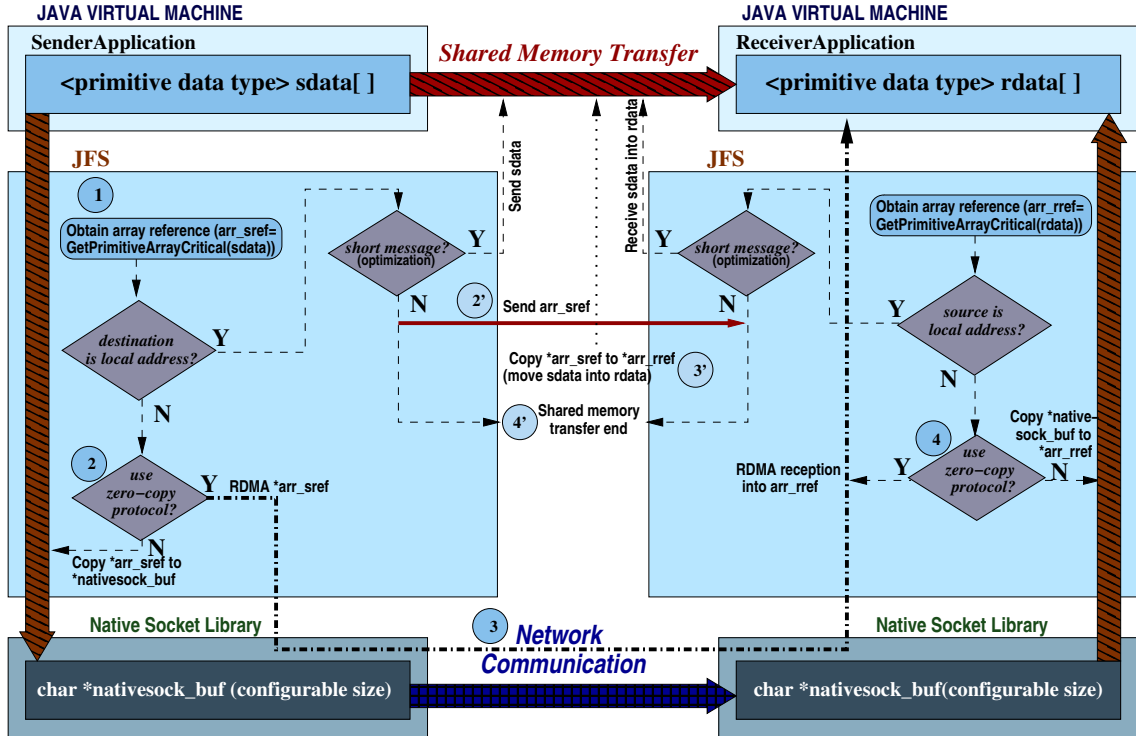 JAVA VIRTUAL MACHINE
SenderApplication
<primitive data type> sdata[ ]
Shared Memory Transfer
JAVA VIRTUAL MACHINE
ReceiverApplication
<primitive data type> rdata[ ]
JFS
1
Obtain array reference (arr_sref=
GetPrimitiveArrayCritical(sdata))
short message?
(optimization)
Y
N
Send sdata
Receive sdata into rdata
destination
is local address?
Y
N
2'
Send arr_sref
Copy *arr_sref to *arr_rref
(move sdata into rdata)
3'
4'
Shared memory
transfer end
2
use
zero-copy
protocol?
Y
RDMA *arr_sref
N
Copy *arr_sref to
*nativesock_buf
JFS
short message?
(optimization)
Y
N
Obtain array reference (arr_rref=
GetPrimitiveArrayCritical(rdata))
source is
local address?
Y
N
4
use
zero-copy
protocol?
Y
N
RDMA reception
into arr_rref
Copy *native-
sock_buf to
*arr_rref
Native Socket Library
char *nativesock_buf (configurable size)
3
Network
Communication
Native Socket Library
char *nativesock_buf(configurable size)